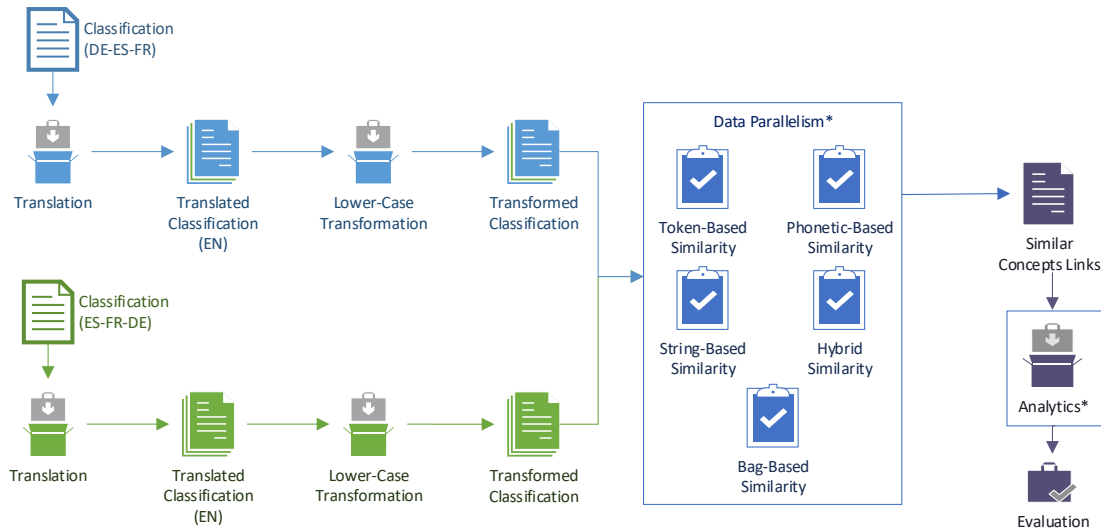 Classification
(DE-ES-FR)
Translation
Translated
Classification
(EN)
Lower-Case
Transformation
Transformed
Classification
Classification
(ES-FR-DE)
Translation
Translated
Classification
(EN)
Lower-Case
Transformation
Transformed
Classification
Data Parallelism*
Token-Based
Similarity
Phonetic-Based
Similarity
String-Based
Similarity
Hybrid
Similarity
Bag-Based
Similarity
Similar
Concepts Links
Analytics*
Evaluation